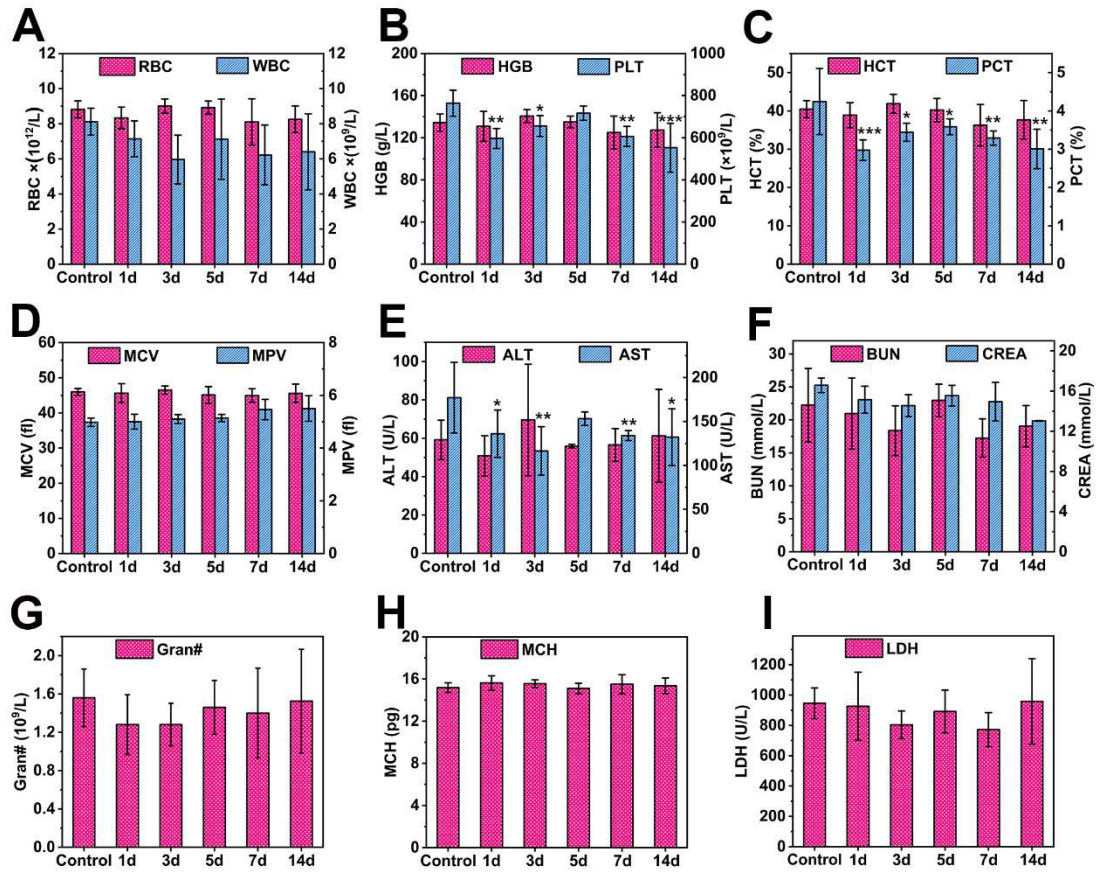 A
RBC WBC
RBC ×(10¹²/L)
12
10
8
6
4
2
0
WBC ×(10⁹/L)
12
10
8
6
4
2
0
Control 1d 3d 5d 7d 14d
B
HGB PLT
HGB (g/L)
200
160
120
80
40
0
PLT (×10⁹/L)
1000
800
600
400
200
0
** * ** ***
Control 1d 3d 5d 7d 14d
C
HCT PCT
HCT (%)
50
40
30
20
10
0
PCT (%)
5
4
3
2
1
0
*** * * ** **
Control 1d 3d 5d 7d 14d
D
MCV MPV
MCV (fl)
60
50
40
30
20
10
0
MPV (fl)
8
6
4
2
0
Control 1d 3d 5d 7d 14d
E
ALT AST
ALT (U/L)
100
80
60
40
20
0
AST (U/L)
200
150
100
50
0
* ** ** *
Control 1d 3d 5d 7d 14d
F
BUN CREA
BUN (mmol/L)
30
25
20
15
10
5
0
CREA (mmol/L)
20
16
12
8
4
0
Control 1d 3d 5d 7d 14d
G
Gran#
Gran# (10⁹/L)
2.0
1.6
1.2
0.8
0.4
0.0
Control 1d 3d 5d 7d 14d
H
MCH
MCH (pg)
20
16
12
8
4
0
Control 1d 3d 5d 7d 14d
I
LDH
LDH (U/L)
1200
1000
800
600
400
200
0
Control 1d 3d 5d 7d 14d